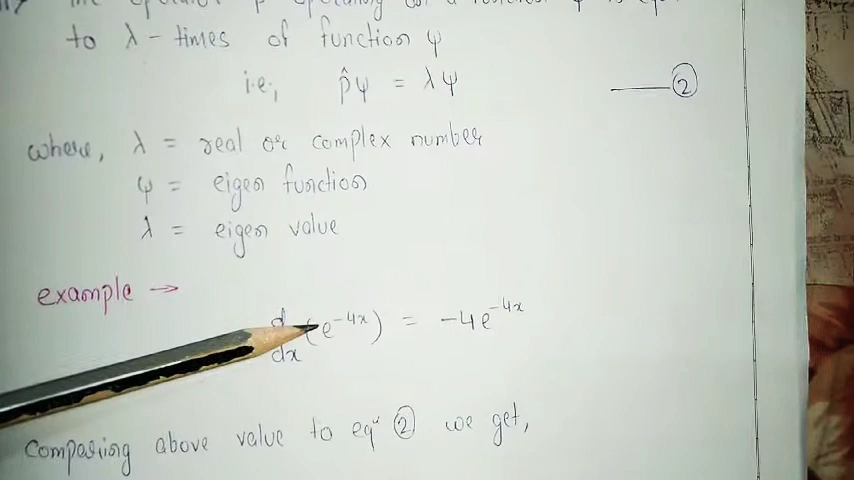 to λ - times of function ψ
i.e., p̂ψ = λψ ——— ②
where, λ = real or complex number
ψ = eigen function
λ = eigen value
example →
d/dx (e^-4x) = -4e^-4x
Comparing above value to eqⁿ ② we get,